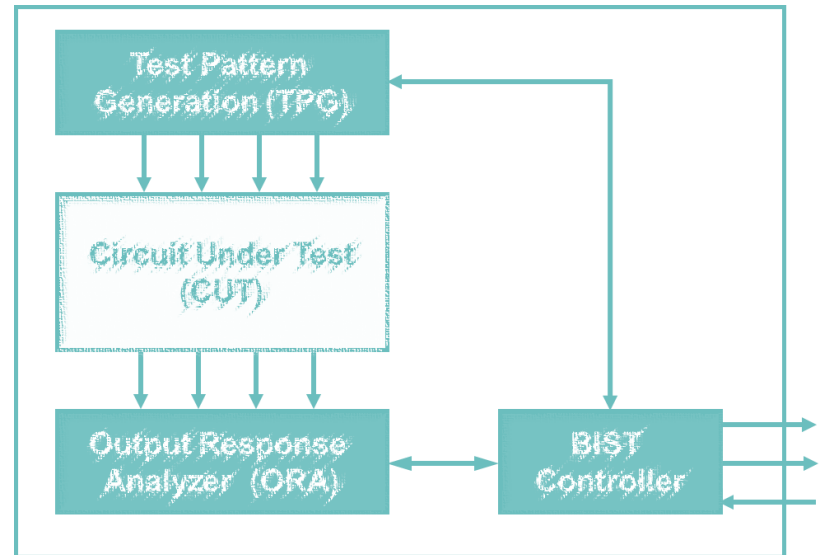 Test Pattern
Generation (TPG)
Circuit Under Test
(CUT)
Output Response
Analyzer (ORA)
BIST
Controller